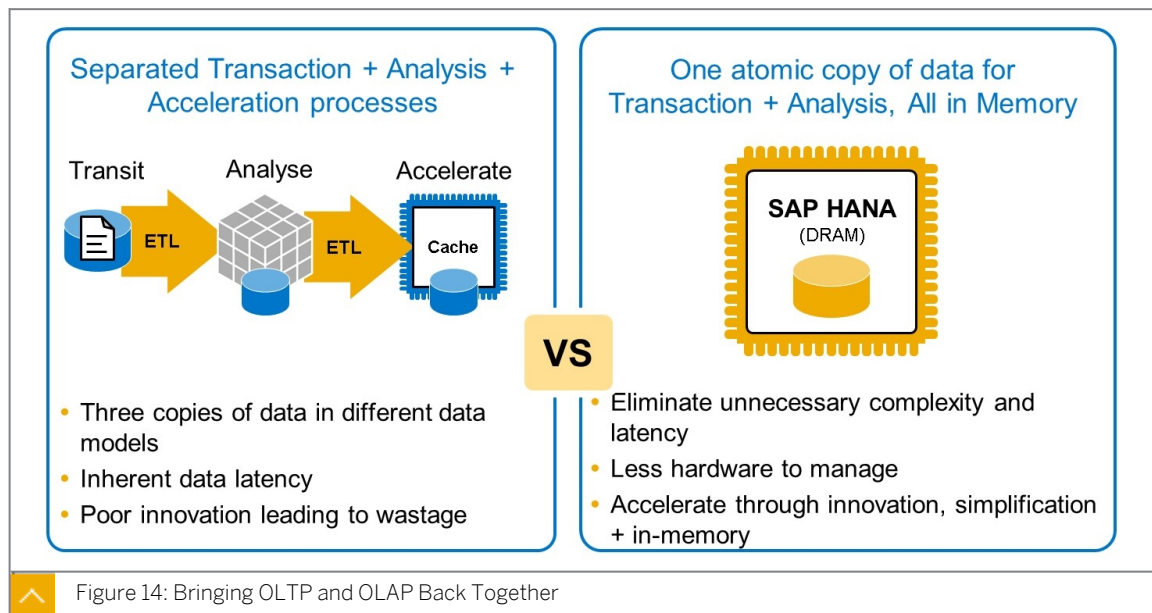 Separated Transaction + Analysis +
Acceleration processes
Transit
Analyse
Accelerate
ETL
ETL
Cache
• Three copies of data in different data
models
• Inherent data latency
• Poor innovation leading to wastage
VS
One atomic copy of data for
Transaction + Analysis, All in Memory
SAP HANA
(DRAM)
• Eliminate unnecessary complexity and
latency
• Less hardware to manage
• Accelerate through innovation, simplification
+ in-memory
Figure 14: Bringing OLTP and OLAP Back Together